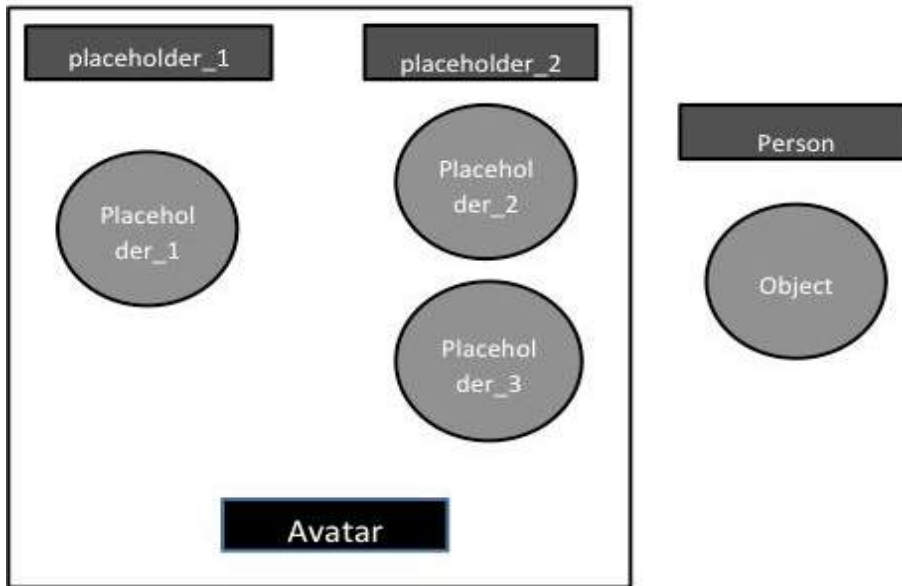 placeholder_1
placeholder_2
Placehol
der_1
Placehol
der_2
Placehol
der_3
Avatar
Person
Object